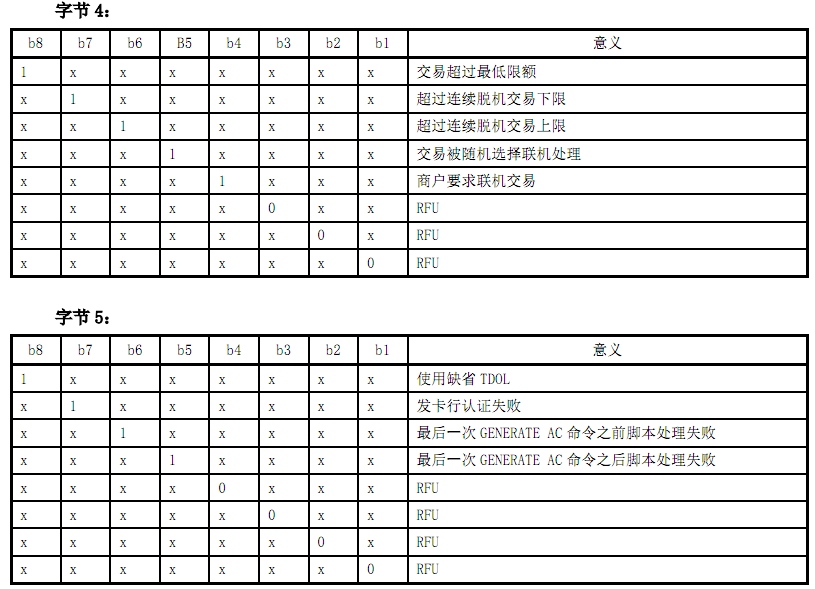 字节 4:
b8 b7 b6 B5 b4 b3 b2 b1 意义
1 x x x x x x x 交易超过最低限额
x 1 x x x x x x 超过连续脱机交易下限
x x 1 x x x x x 超过连续脱机交易上限
x x x 1 x x x x 交易被随机选择联机处理
x x x x 1 x x x 商户要求联机交易
x x x x x 0 x x RFU
x x x x x x 0 x RFU
x x x x x x x 0 RFU
字节 5:
b8 b7 b6 b5 b4 b3 b2 b1 意义
1 x x x x x x x 使用缺省 TDOL
x 1 x x x x x x 发卡行认证失败
x x 1 x x x x x 最后一次 GENERATE AC 命令之前脚本处理失败
x x x 1 x x x x 最后一次 GENERATE AC 命令之后脚本处理失败
x x x x 0 x x x RFU
x x x x x 0 x x RFU
x x x x x x 0 x RFU
x x x x x x x 0 RFU